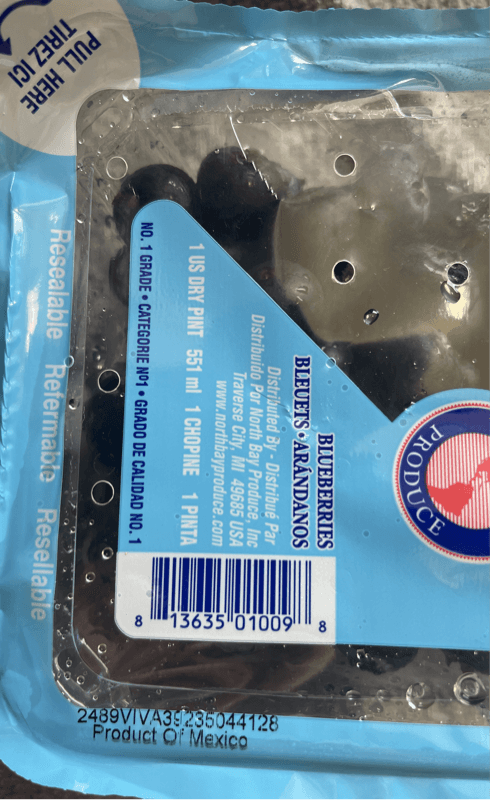 PULL HERE
TIREZ ICI
Resealable Refermable Resellable
BLUEBERRIES
BLEUETS • ARÁNDANOS
Distributed By - Distribué Par
Distribuido Por North Bay Produce, Inc
Traverse City, MI 49685 USA
www.northbayproduce.com
1 US DRY PINT 551 ml 1 CHOPINE 1 PINTA
NO. 1 GRADE • CATEGORIE Nº1 • GRADO DE CALIDAD NO. 1
PRODUCE
8 13635 01009 8
2489VIVA39235044128
Product Of Mexico